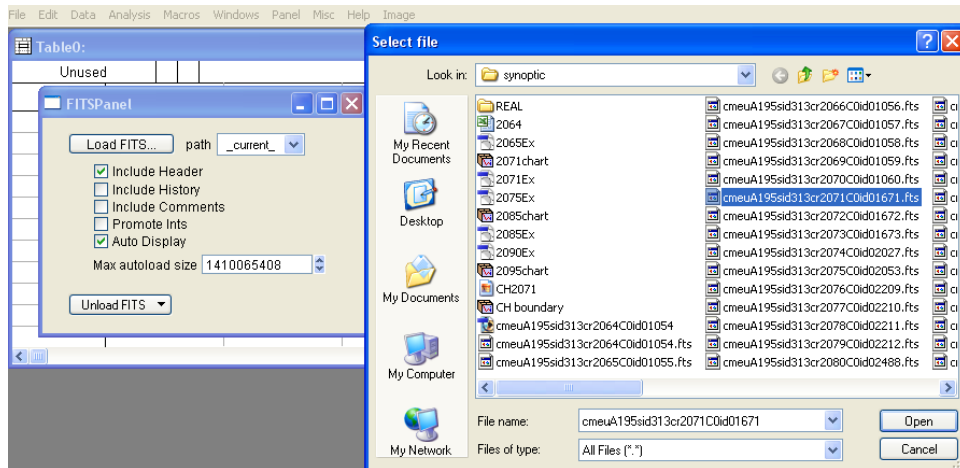 File Edit Data Analysis Macros Windows Panel Misc Help Image
Table0:
Unused
FITSPanel
Load FITS... path _current_
Include Header
Include History
Include Comments
Promote Ints
Auto Display
Max autoload size 1410065408
Unload FITS
Select file
Look in: synoptic
My Recent Documents
Desktop
My Documents
My Computer
My Network
REAL
2064
2065Ex
2071chart
2071Ex
2075Ex
2085chart
2085Ex
2090Ex
2095chart
CH2071
CH boundary
cmeuA195sid313cr2064C0id01054
cmeuA195sid313cr2064C0id01054.fts
cmeuA195sid313cr2065C0id01055.fts
cmeuA195sid313cr2066C0id01056.fts
cmeuA195sid313cr2067C0id01057.fts
cmeuA195sid313cr2068C0id01058.fts
cmeuA195sid313cr2069C0id01059.fts
cmeuA195sid313cr2070C0id01060.fts
cmeuA195sid313cr2071C0id01671.fts
cmeuA195sid313cr2072C0id01672.fts
cmeuA195sid313cr2073C0id01673.fts
cmeuA195sid313cr2074C0id02027.fts
cmeuA195sid313cr2075C0id02053.fts
cmeuA195sid313cr2076C0id02209.fts
cmeuA195sid313cr2077C0id02210.fts
cmeuA195sid313cr2078C0id02211.fts
cmeuA195sid313cr2079C0id02212.fts
cmeuA195sid313cr2080C0id02488.fts
File name: cmeuA195sid313cr2071C0id01671
Open
Files of type: All Files (*.*)
Cancel